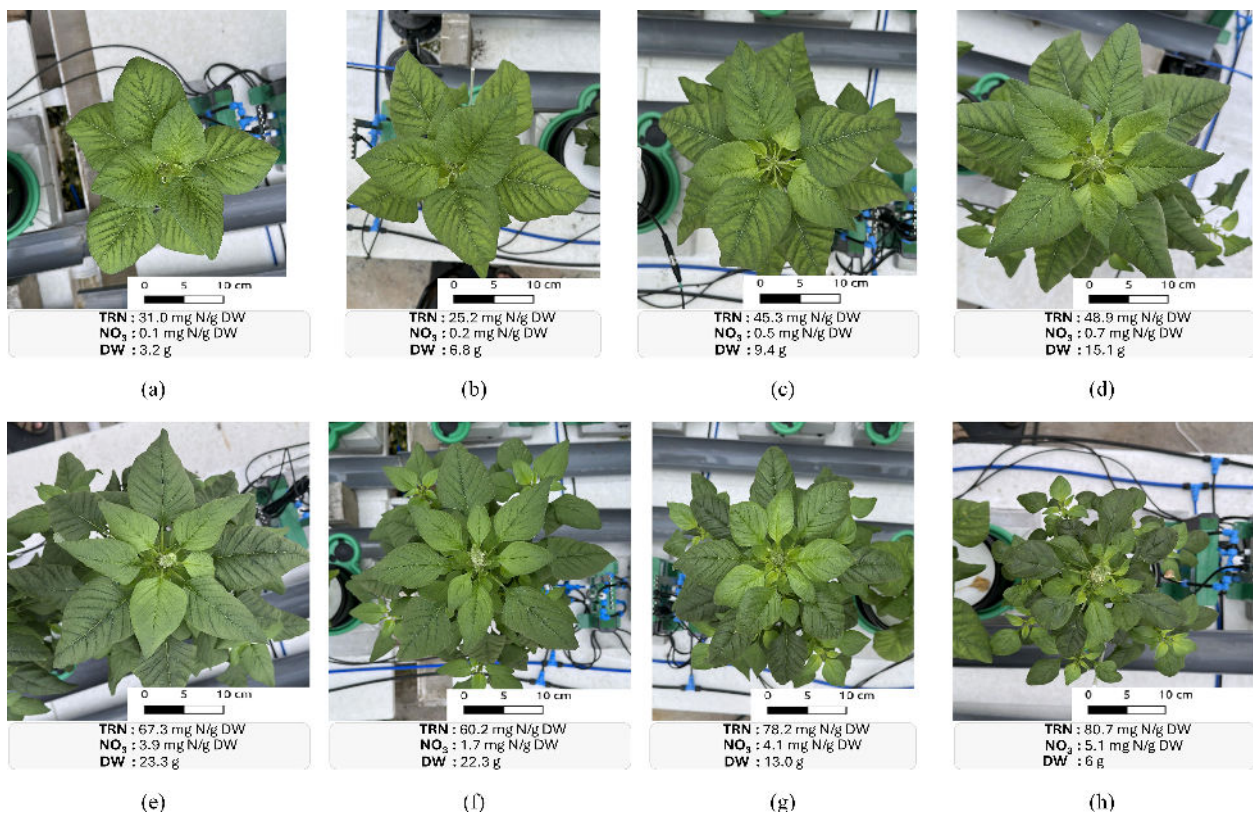 0 5 10 cm
TRN : 31.0 mg N/g DW
NO3 : 0.1 mg N/g DW
DW : 3.2 g
(a)
0 5 10 cm
TRN : 25.2 mg N/g DW
NO3 : 0.2 mg N/g DW
DW : 6.8 g
(b)
0 5 10 cm
TRN : 45.3 mg N/g DW
NO3 : 0.5 mg N/g DW
DW : 9.4 g
(c)
0 5 10 cm
TRN : 48.9 mg N/g DW
NO3 : 0.7 mg N/g DW
DW : 15.1 g
(d)
0 5 10 cm
TRN : 67.3 mg N/g DW
NO3 : 3.9 mg N/g DW
DW : 23.3 g
(e)
0 5 10 cm
TRN : 60.2 mg N/g DW
NO3 : 1.7 mg N/g DW
DW : 22.3 g
(f)
0 5 10 cm
TRN : 78.2 mg N/g DW
NO3 : 4.1 mg N/g DW
DW : 13.0 g
(g)
0 5 10 cm
TRN : 80.7 mg N/g DW
NO3 : 5.1 mg N/g DW
DW : 6 g
(h)